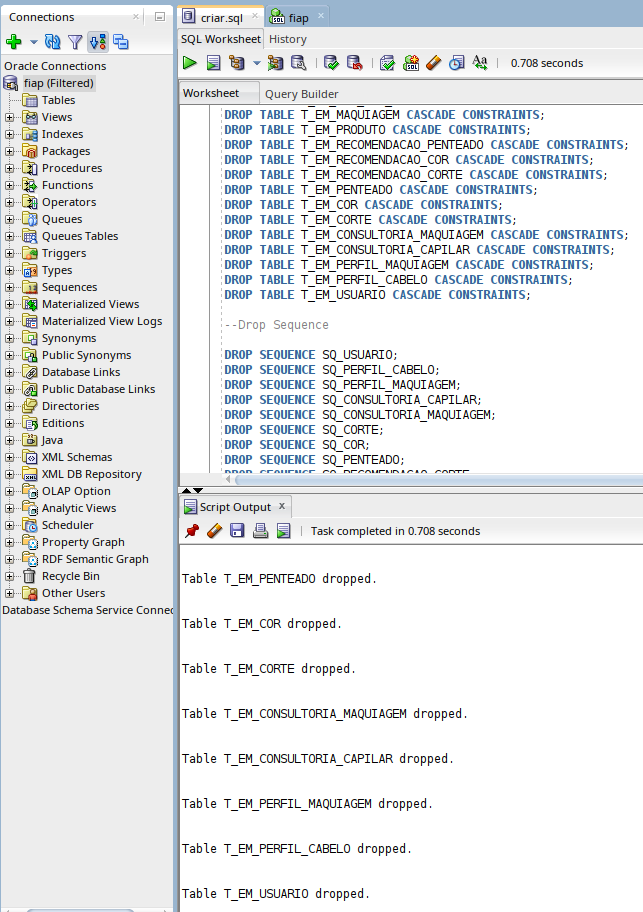 Connections
Oracle Connections
fiap (Filtered)
Tables
Views
Indexes
Packages
Procedures
Functions
Operators
Queues
Queues Tables
Triggers
Types
Sequences
Materialized Views
Materialized View Logs
Synonyms
Public Synonyms
Database Links
Public Database Links
Directories
Editions
Java
XML Schemas
XML DB Repository
OLAP Option
Analytic Views
Scheduler
Property Graph
RDF Semantic Graph
Recycle Bin
Other Users
Database Schema Service Connec
criar.sql
fiap
SQL Worksheet History
0.708 seconds
Worksheet Query Builder
DROP TABLE T_EM_MAQUIAGEM CASCADE CONSTRAINTS;
DROP TABLE T_EM_PRODUTO CASCADE CONSTRAINTS;
DROP TABLE T_EM_RECOMENDACAO_PENTEADO CASCADE CONSTRAINTS;
DROP TABLE T_EM_RECOMENDACAO_COR CASCADE CONSTRAINTS;
DROP TABLE T_EM_RECOMENDACAO_CORTE CASCADE CONSTRAINTS;
DROP TABLE T_EM_PENTEADO CASCADE CONSTRAINTS;
DROP TABLE T_EM_COR CASCADE CONSTRAINTS;
DROP TABLE T_EM_CORTE CASCADE CONSTRAINTS;
DROP TABLE T_EM_CONSULTORIA_MAQUIAGEM CASCADE CONSTRAINTS;
DROP TABLE T_EM_CONSULTORIA_CAPILAR CASCADE CONSTRAINTS;
DROP TABLE T_EM_PERFIL_MAQUIAGEM CASCADE CONSTRAINTS;
DROP TABLE T_EM_PERFIL_CABELO CASCADE CONSTRAINTS;
DROP TABLE T_EM_USUARIO CASCADE CONSTRAINTS;
--Drop Sequence
DROP SEQUENCE SQ_USUARIO;
DROP SEQUENCE SQ_PERFIL_CABELO;
DROP SEQUENCE SQ_PERFIL_MAQUIAGEM;
DROP SEQUENCE SQ_CONSULTORIA_CAPILAR;
DROP SEQUENCE SQ_CONSULTORIA_MAQUIAGEM;
DROP SEQUENCE SQ_CORTE;
DROP SEQUENCE SQ_COR;
DROP SEQUENCE SQ_PENTEADO;
DROP SEQUENCE SQ_RECOMENDACAO_CORTE
Script Output
Task completed in 0.708 seconds
Table T_EM_PENTEADO dropped.
Table T_EM_COR dropped.
Table T_EM_CORTE dropped.
Table T_EM_CONSULTORIA_MAQUIAGEM dropped.
Table T_EM_CONSULTORIA_CAPILAR dropped.
Table T_EM_PERFIL_MAQUIAGEM dropped.
Table T_EM_PERFIL_CABELO dropped.
Table T_EM_USUARIO dropped.